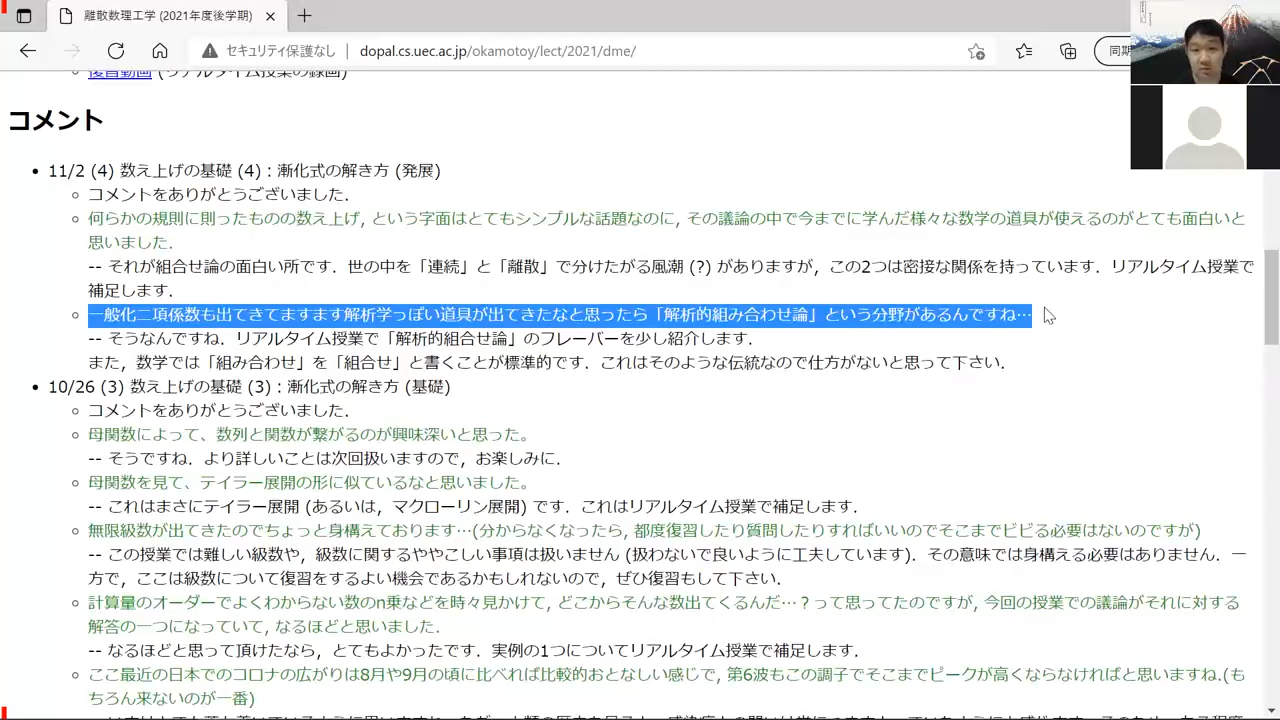 離散数理工学 (2021年度後学期)
セキュリティ保護なし
dopal.cs.uec.ac.jp/okamotoy/lect/2021/dme/
同期
復習動画 (リアルタイム授業の録画)
コメント
11/2 (4) 数え上げの基礎 (4)：漸化式の解き方 (発展)
コメントをありがとうございました．
何らかの規則に則ったものの数え上げ, という字面はとてもシンプルな話題なのに, その議論の中で今までに学んだ様々な数学の道具が使えるのがとても面白いと
思いました．
-- それが組合せ論の面白い所です．世の中を「連続」と「離散」で分けたがる風潮 (?) がありますが，この2つは密接な関係を持っています．リアルタイム授業で
補足します．
一般化二項係数も出てきてますます解析学っぽい道具が出てきたなと思ったら「解析的組み合わせ論」という分野があるんですね…
-- そうなんですね．リアルタイム授業で「解析的組合せ論」のフレーバーを少し紹介します．
また，数学では「組み合わせ」を「組合せ」と書くことが標準的です．これはそのような伝統なので仕方がないと思って下さい．
10/26 (3) 数え上げの基礎 (3)：漸化式の解き方 (基礎)
コメントをありがとうございました．
母関数によって、数列と関数が繋がるのが興味深いと思った。
-- そうですね．より詳しいことは次回扱いますので，お楽しみに．
母関数を見て、テイラー展開の形に似ているなと思いました。
-- これはまさにテイラー展開 (あるいは，マクローリン展開) です．これはリアルタイム授業で補足します．
無限級数が出てきたのでちょっと身構えております…(分からなくなったら, 都度復習したり質問したりすればいいのでそこまでビビる必要はないのですが)
-- この授業では難しい級数や，級数に関するややこしい事項は扱いません (扱わないで良いように工夫しています)．その意味では身構える必要はありません．一
方で，ここは級数について復習をするよい機会であるかもしれないので，ぜひ復習もして下さい．
計算量のオーダーでよくわからない数のn乗などを時々見かけて, どこからそんな数出てくるんだ…？って思ってたのですが, 今回の授業での議論がそれに対する
解答の一つになっていて, なるほどと思いました．
-- なるほどと思って頂けたなら，とてもよかったです．実例の1つについてリアルタイム授業で補足します．
ここ最近の日本でのコロナの広がりは8月や9月の頃に比べれば比較的おとなしい感じで, 第6波もこの調子でそこまでピークが高くならなければと思いますね.(も
ちろん来ないのが一番)